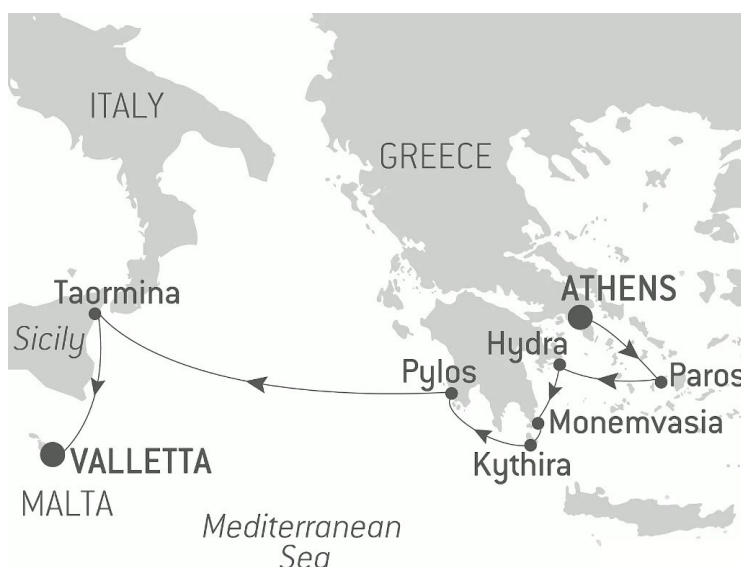 ITALY
GREECE
Taormina
ATHENS
Sicily
Hydra
Pylos
Paros
Monemvasia
VALLETTA
Kythira
MALTA
Mediterranean
Sea